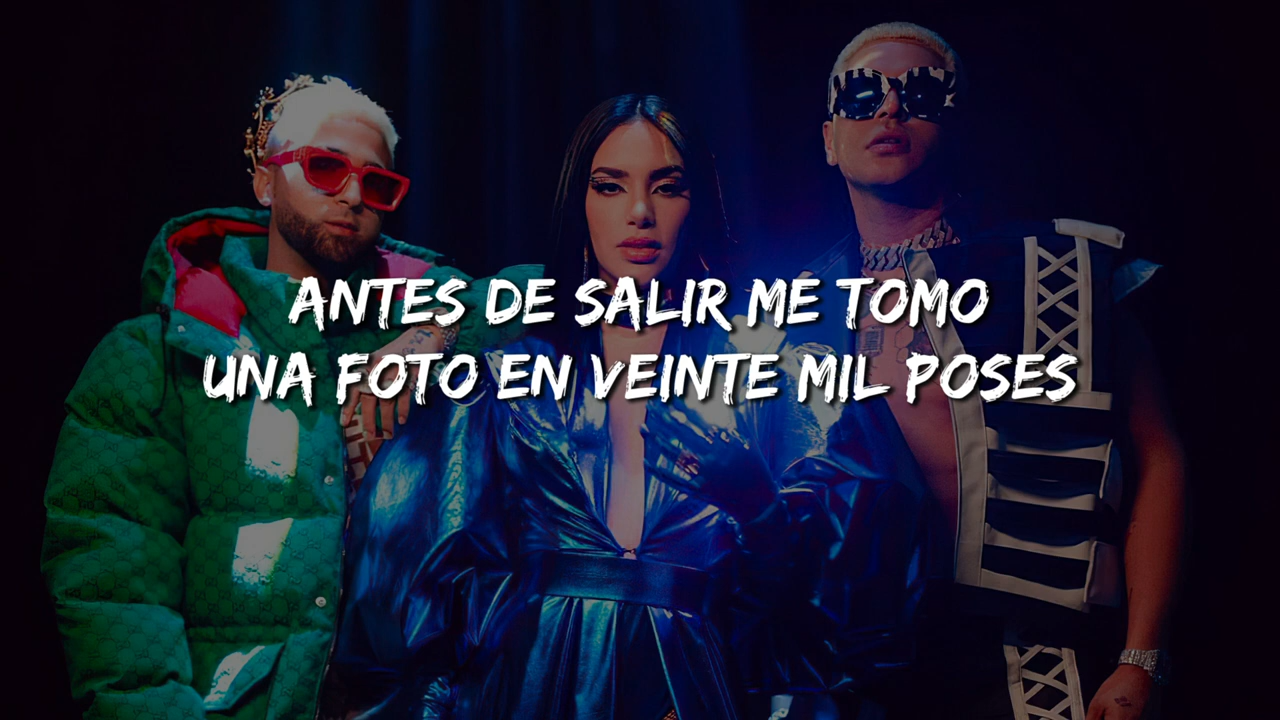 ANTES DE SALIR ME TOMO
UNA FOTO EN VEINTE MIL POSES